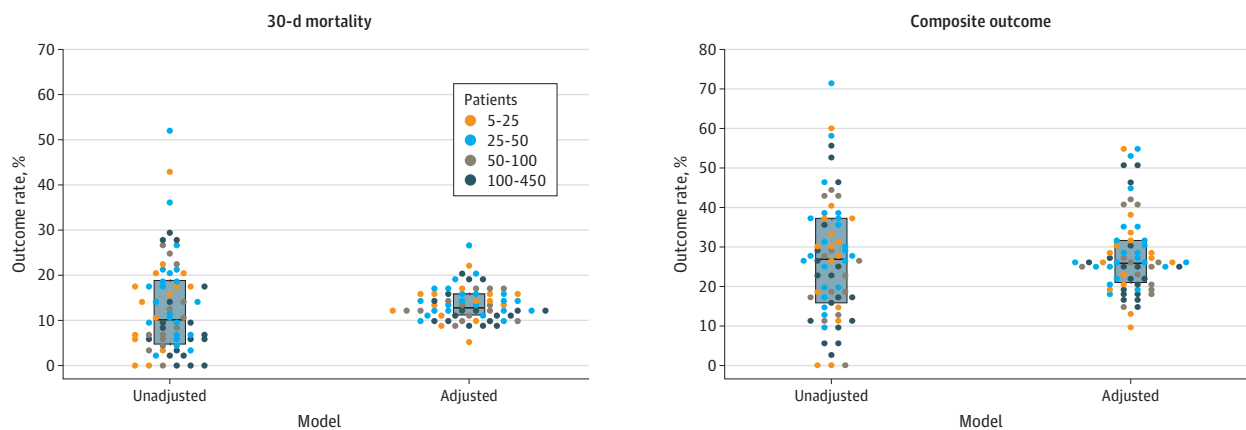 30-d mortality
70
60
50
40
30
20
10
0
Outcome rate, %
Patients
5-25
25-50
50-100
100-450
Unadjusted
Adjusted
Model
Composite outcome
80
70
60
50
40
30
20
10
0
Outcome rate, %
Unadjusted
Adjusted
Model